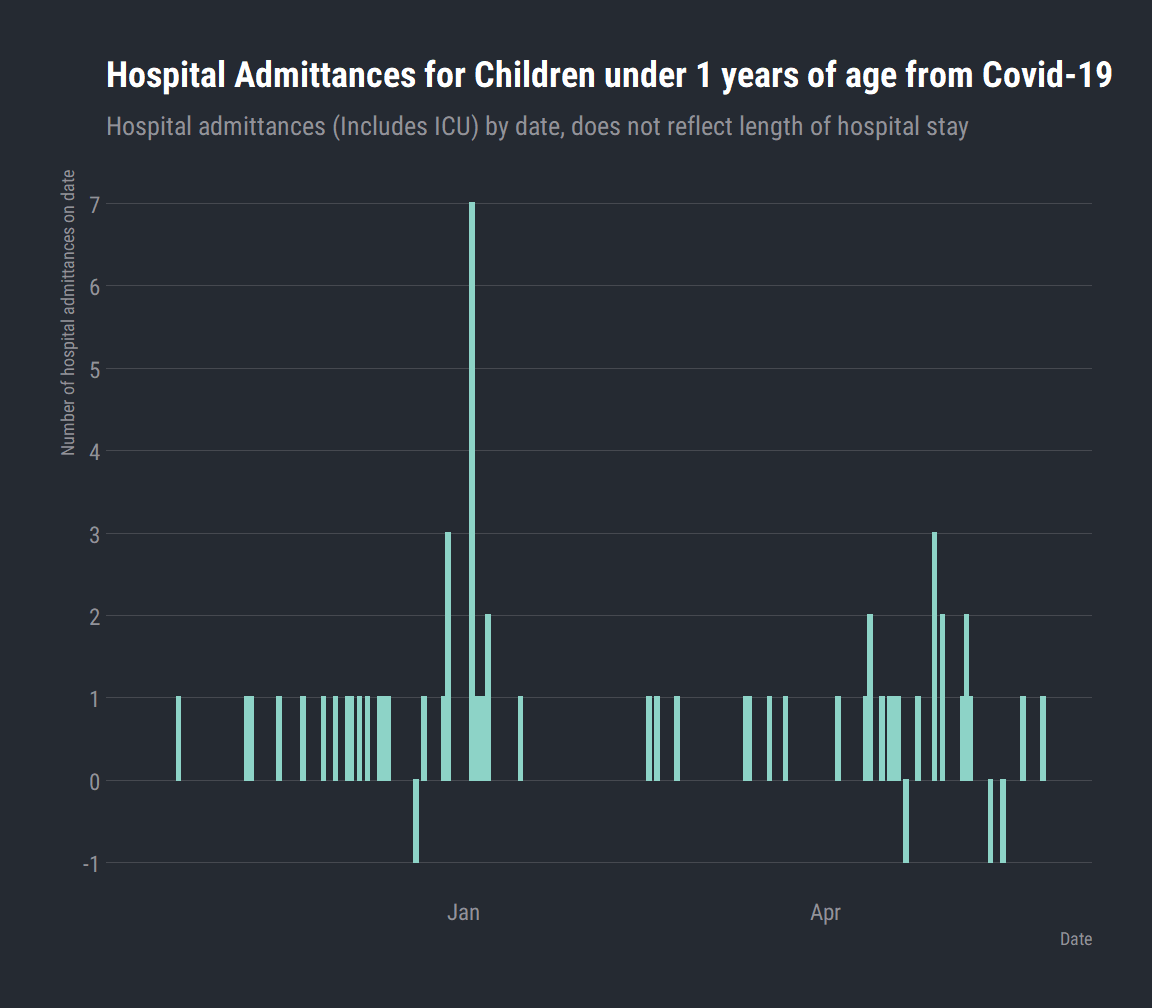 Hospital Admittances for Children under 1 years of age from Covid-19
Hospital admittances (Includes ICU) by date, does not reflect length of hospital stay
Number of hospital admittances on date
7
6
5
4
3
2
1
0
-1
Jan
Apr
Date